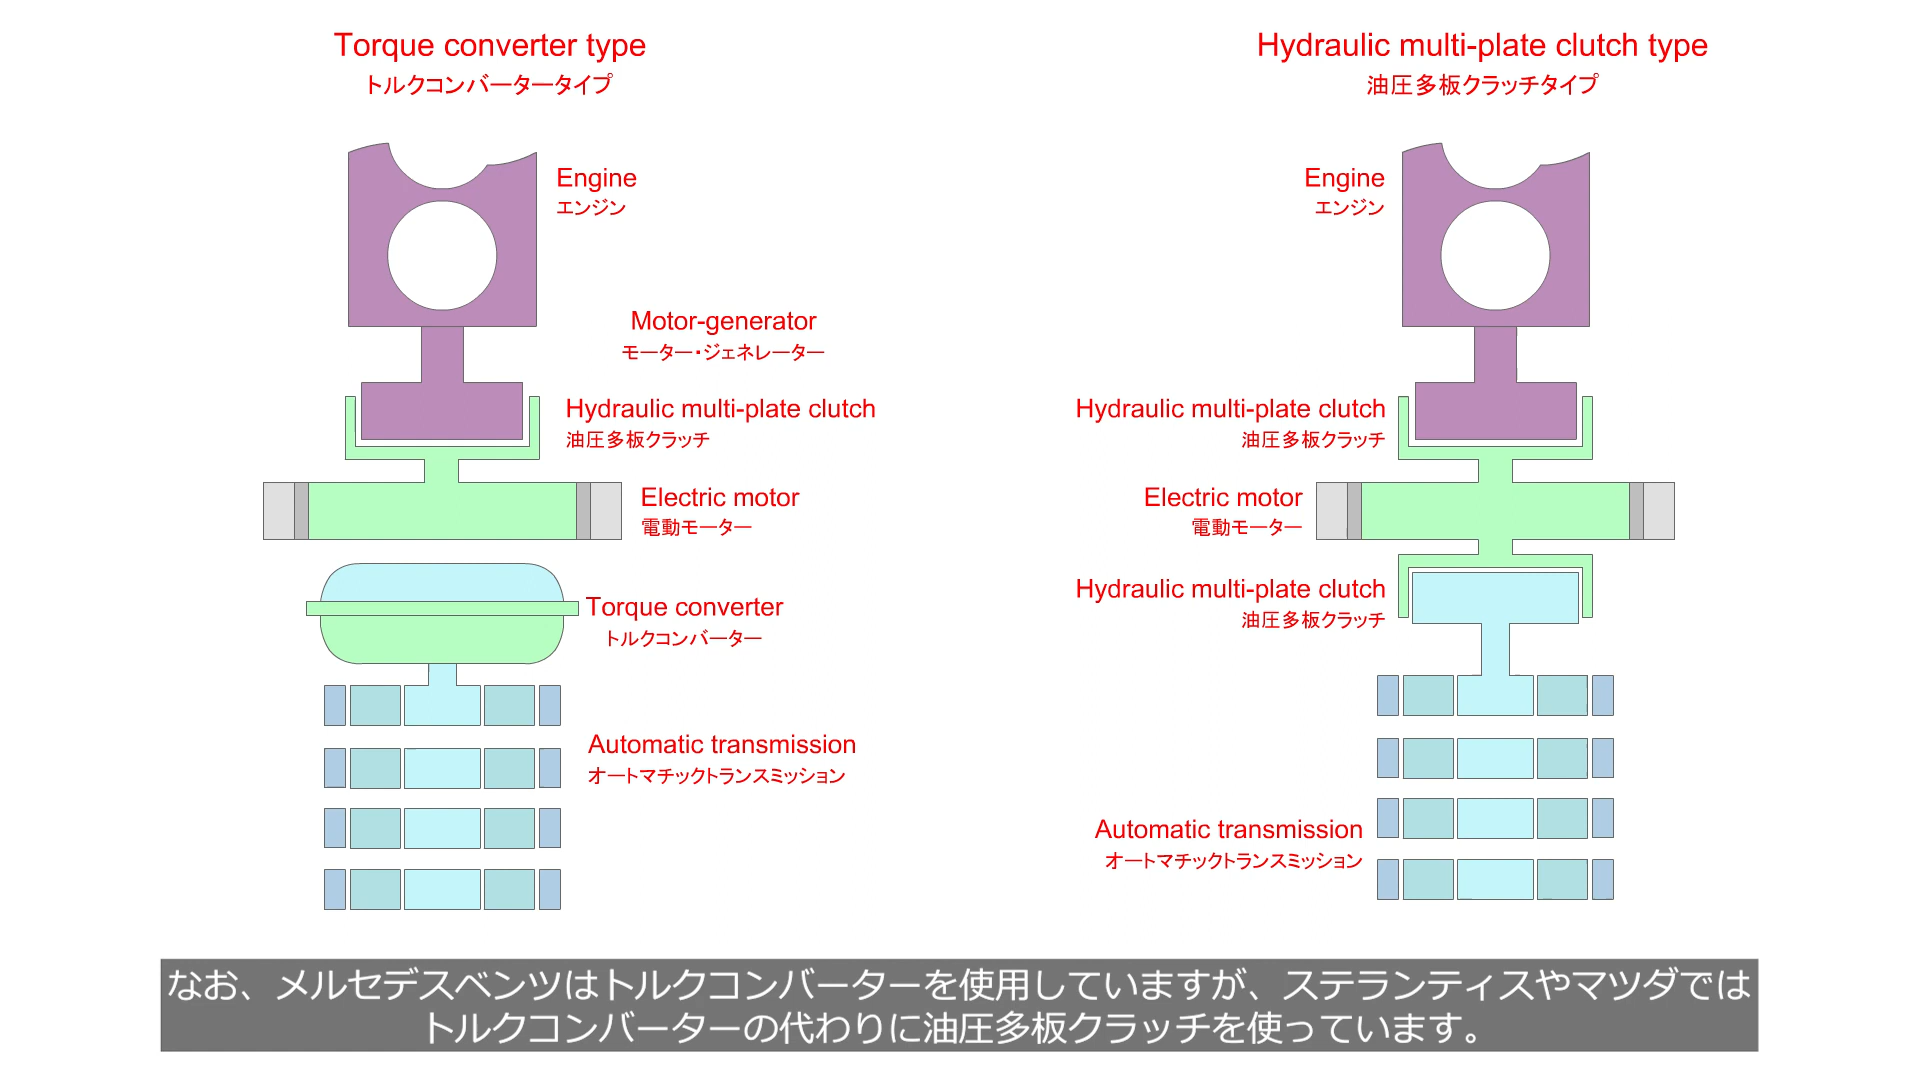 Torque converter type
トルクコンバータータイプ
Engine
エンジン
Motor-generator
モーター・ジェネレーター
Hydraulic multi-plate clutch
油圧多板クラッチ
Electric motor
電動モーター
Torque converter
トルクコンバーター
Automatic transmission
オートマチックトランスミッション
Hydraulic multi-plate clutch type
油圧多板クラッチタイプ
Engine
エンジン
Hydraulic multi-plate clutch
油圧多板クラッチ
Electric motor
電動モーター
Hydraulic multi-plate clutch
油圧多板クラッチ
Automatic transmission
オートマチックトランスミッション
なお、メルセデスベンツはトルクコンバーターを使用していますが、ステランティスやマツダでは
トルクコンバーターの代わりに油圧多板クラッチを使っています。